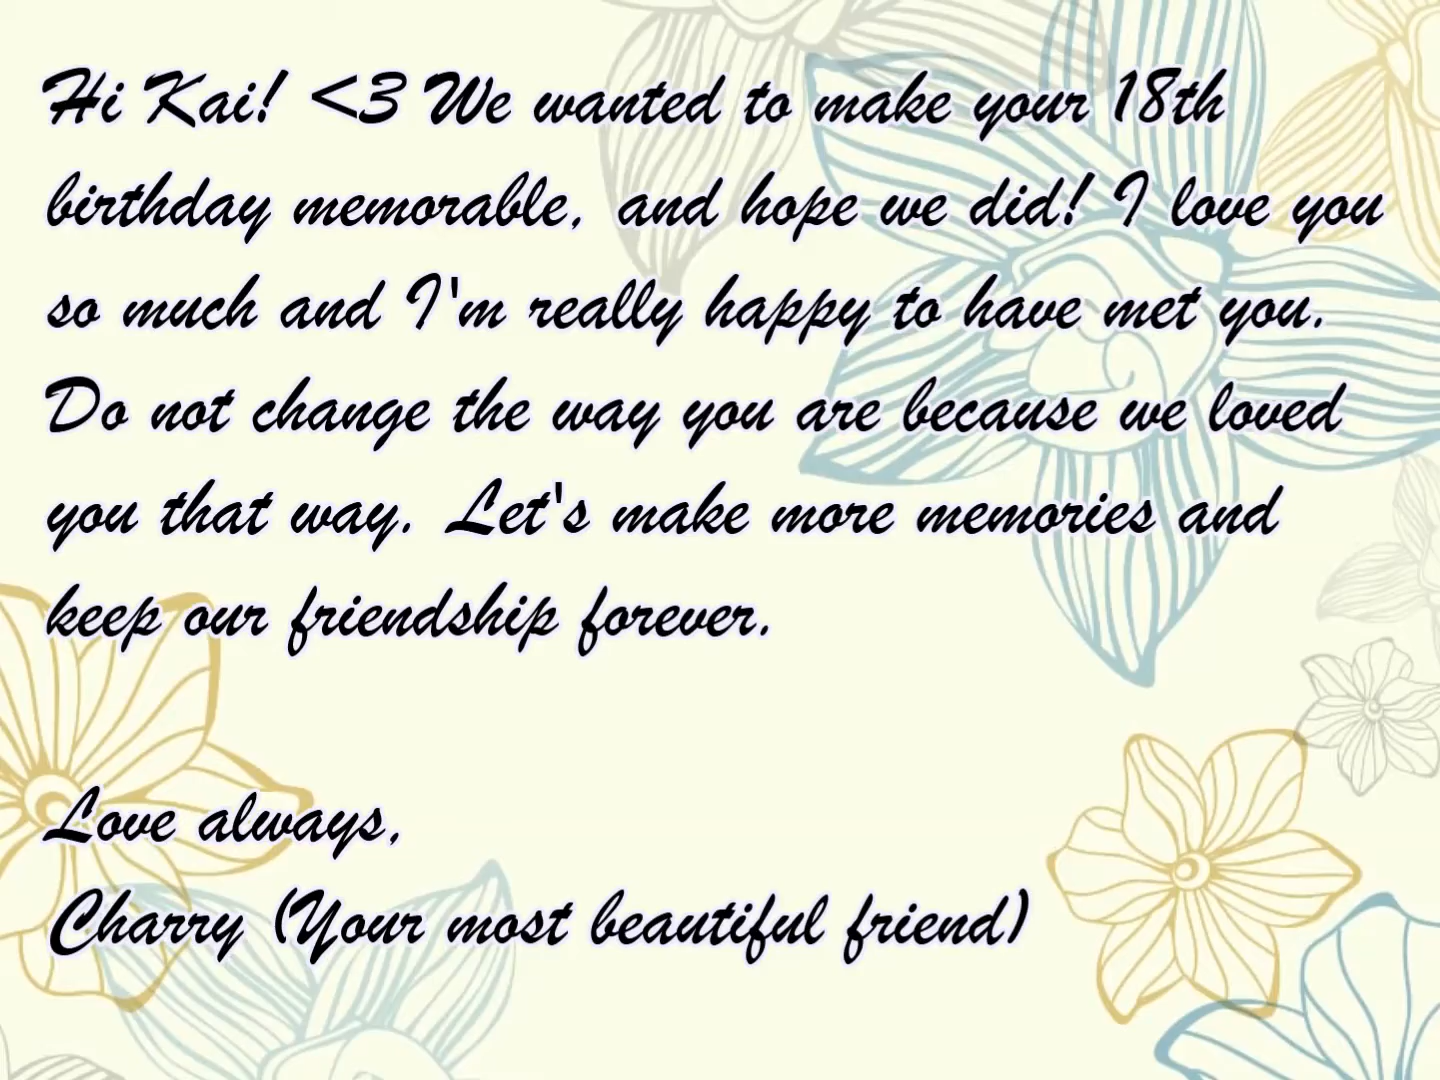 Hi Kai! <3 We wanted to make your 18th
birthday memorable, and hope we did! I love you
so much and I'm really happy to have met you.
Do not change the way you are because we loved
you that way. Let's make more memories and
keep our friendship forever.
Love always,
Charry (Your most beautiful friend)